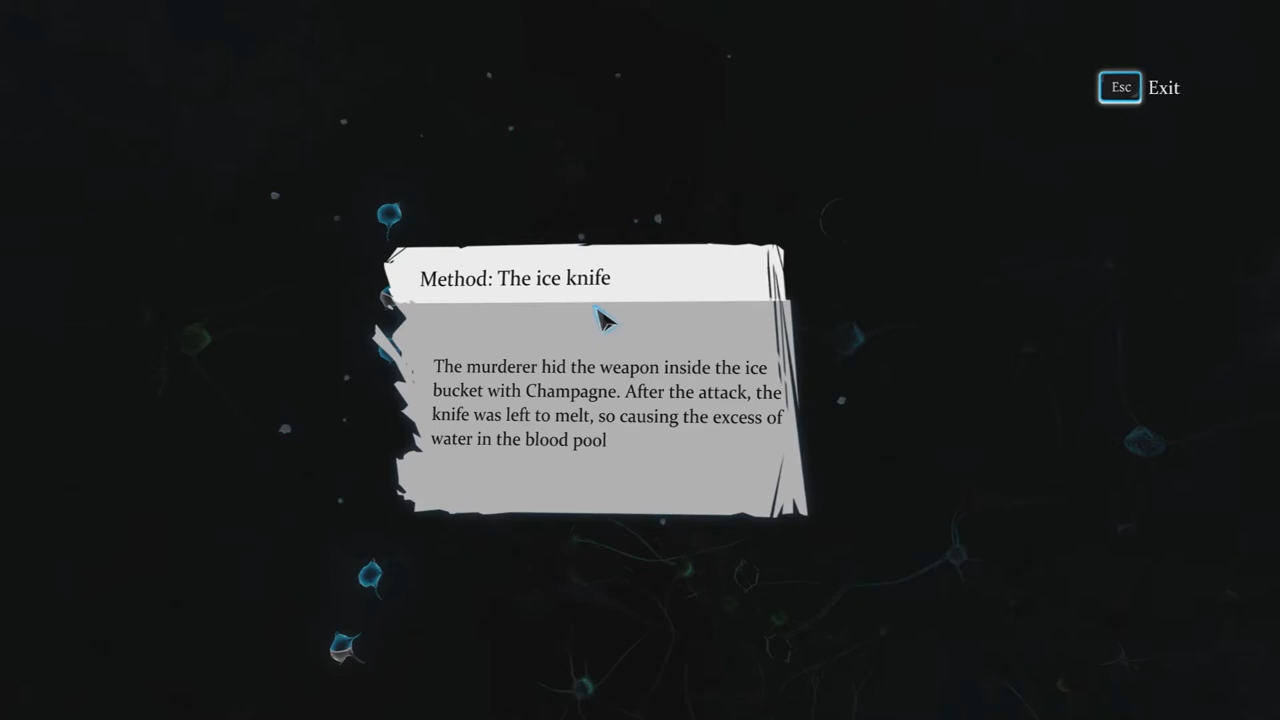 Esc Exit
Method: The ice knife
The murderer hid the weapon inside the ice
bucket with Champagne. After the attack, the
knife was left to melt, so causing the excess of
water in the blood pool